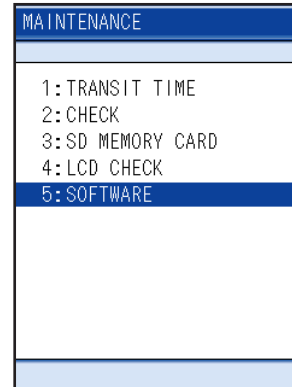 MAINTENANCE
1:TRANSIT TIME
2:CHECK
3:SD MEMORY CARD
4:LCD CHECK
5:SOFTWARE